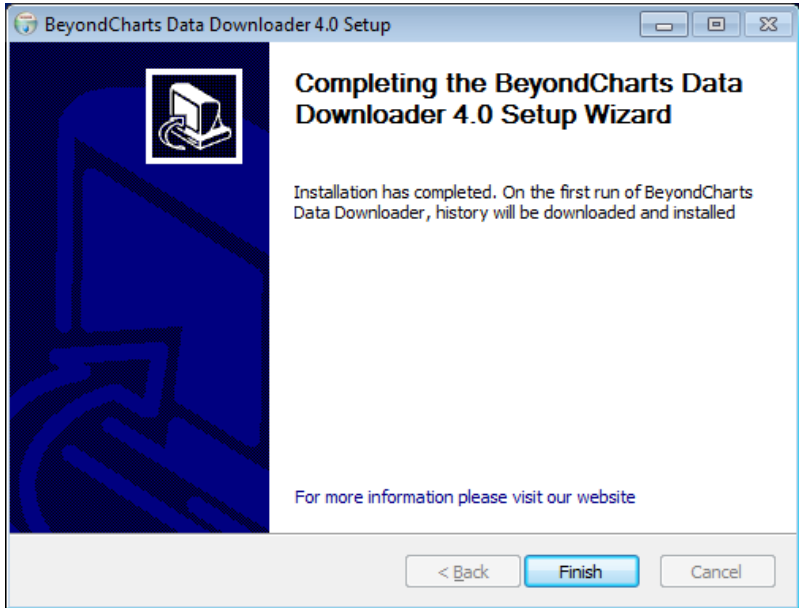 BeyondCharts Data Downloader 4.0 Setup
Completing the BeyondCharts Data
Downloader 4.0 Setup Wizard
Installation has completed. On the first run of BeyondCharts
Data Downloader, history will be downloaded and installed
For more information please visit our website
< Back
Finish
Cancel